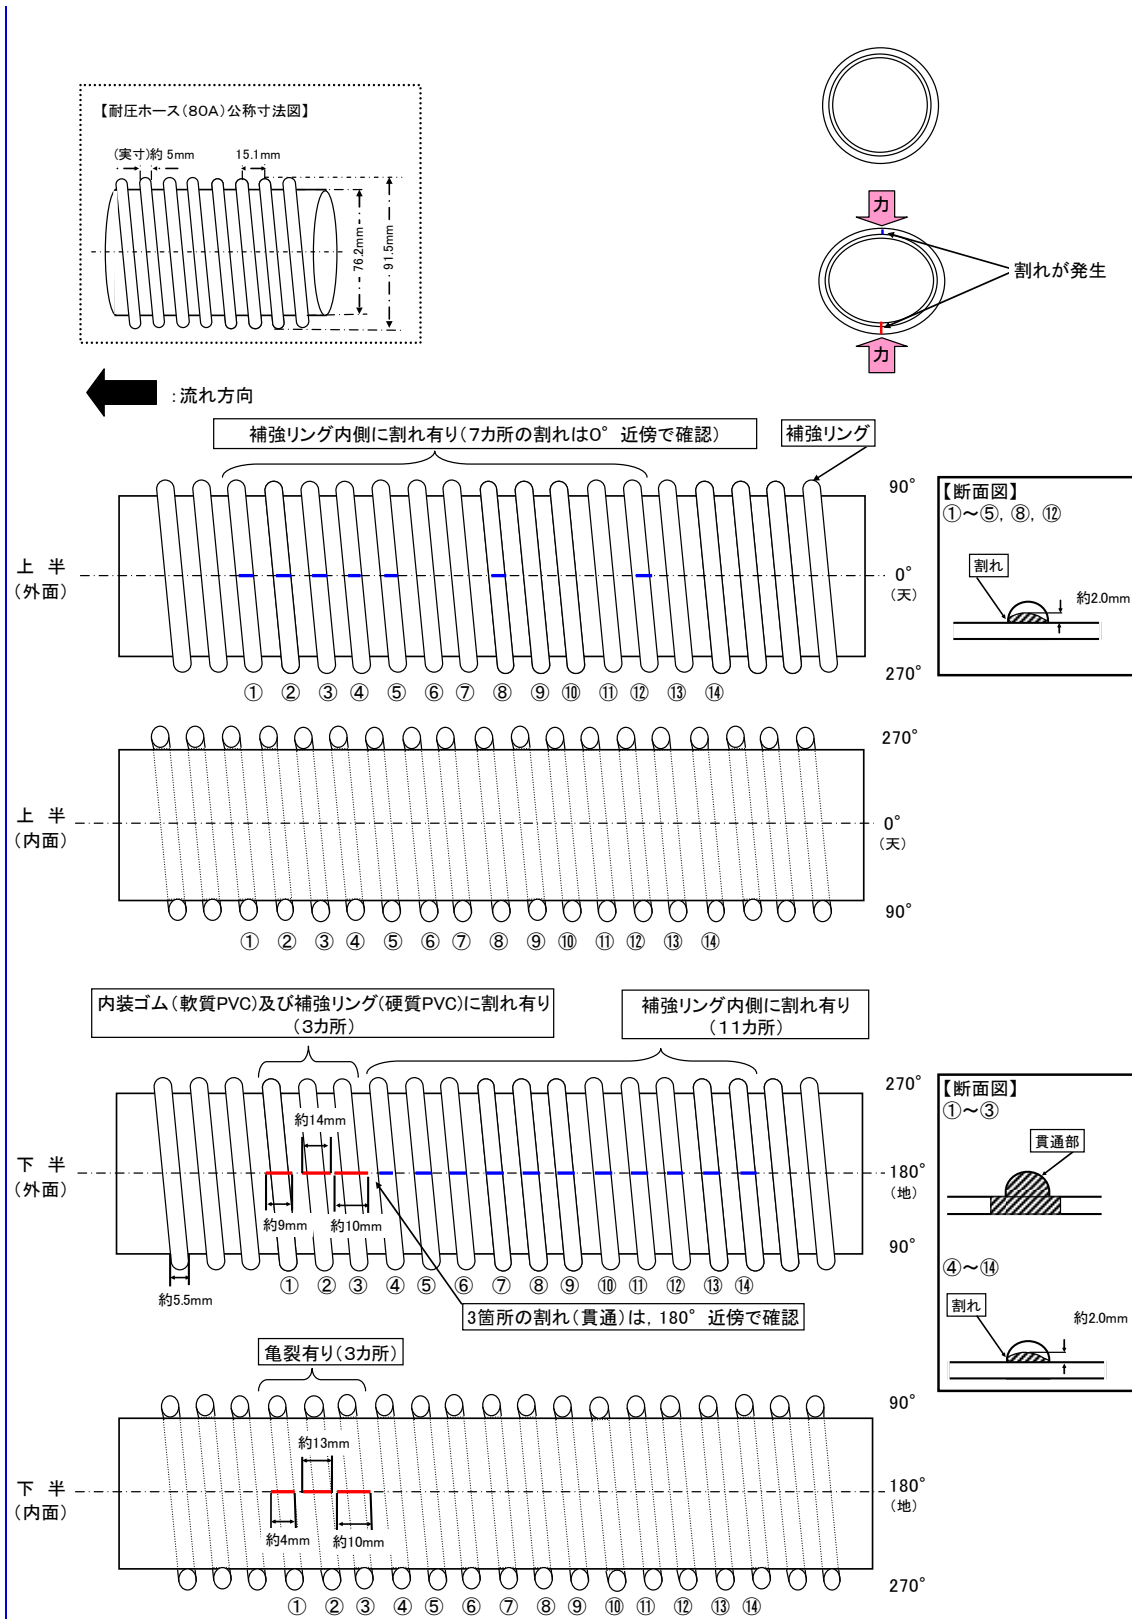 【耐圧ホース(80A)公称寸法図】
(実寸)約 5mm
15.1mm
76.2mm
91.5mm
力
割れが発生
力
:流れ方向
補強リング内側に割れ有り(7カ所の割れは0° 近傍で確認)
補強リング
上 半
(外面)
90°
0°
(天)
270°
① ② ③ ④ ⑤ ⑥ ⑦ ⑧ ⑨ ⑩ ⑪ ⑫ ⑬ ⑭
【断面図】
①~⑤, ⑧, ⑫
割れ
約2.0mm
上 半
(内面)
270°
0°
(天)
90°
① ② ③ ④ ⑤ ⑥ ⑦ ⑧ ⑨ ⑩ ⑪ ⑫ ⑬ ⑭
内装ゴム(軟質PVC)及び補強リング(硬質PVC)に割れ有り
(3カ所)
補強リング内側に割れ有り
(11カ所)
下 半
(外面)
270°
180°
(地)
90°
約14mm
約9mm
約10mm
約5.5mm
① ② ③ ④ ⑤ ⑥ ⑦ ⑧ ⑨ ⑩ ⑪ ⑫ ⑬ ⑭
3箇所の割れ(貫通)は, 180° 近傍で確認
【断面図】
①~③
貫通部
④~⑭
割れ
約2.0mm
亀裂有り(3カ所)
下 半
(内面)
90°
180°
(地)
270°
約13mm
約4mm
約10mm
① ② ③ ④ ⑤ ⑥ ⑦ ⑧ ⑨ ⑩ ⑪ ⑫ ⑬ ⑭